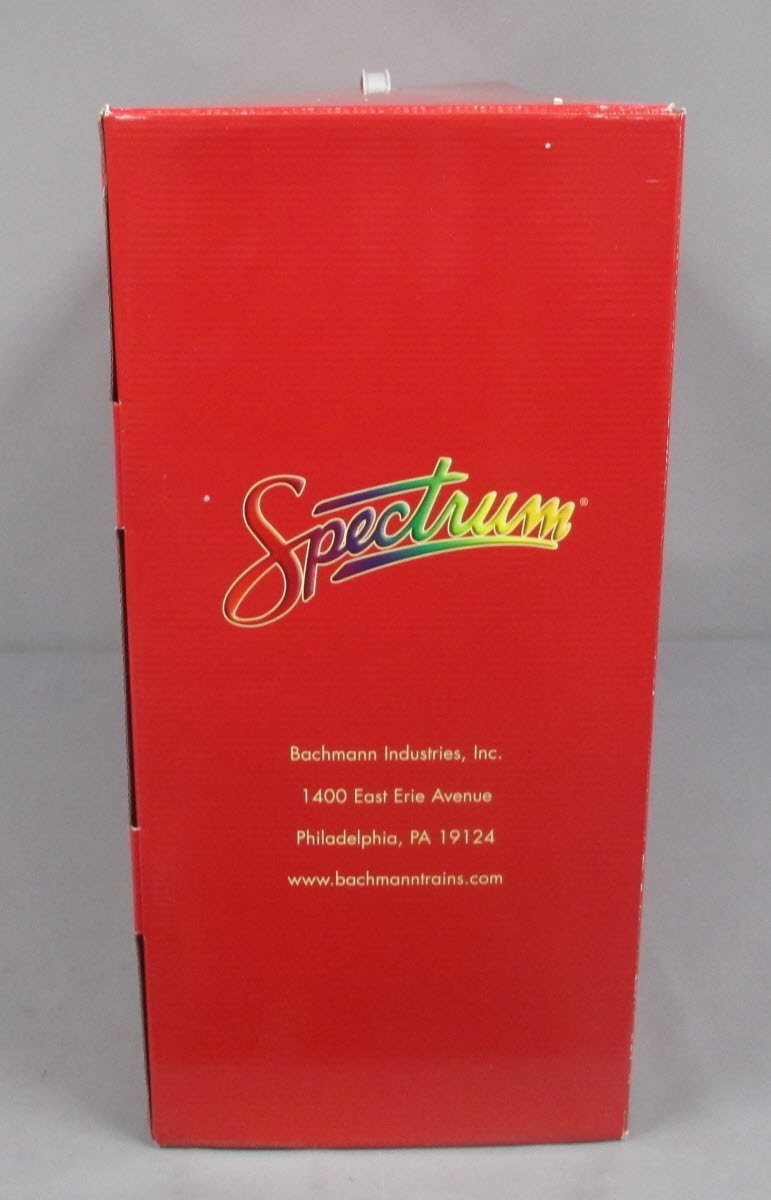 Spectrum®
Bachmann Industries, Inc.
1400 East Erie Avenue
Philadelphia, PA 19124
www.bachmanntrains.com